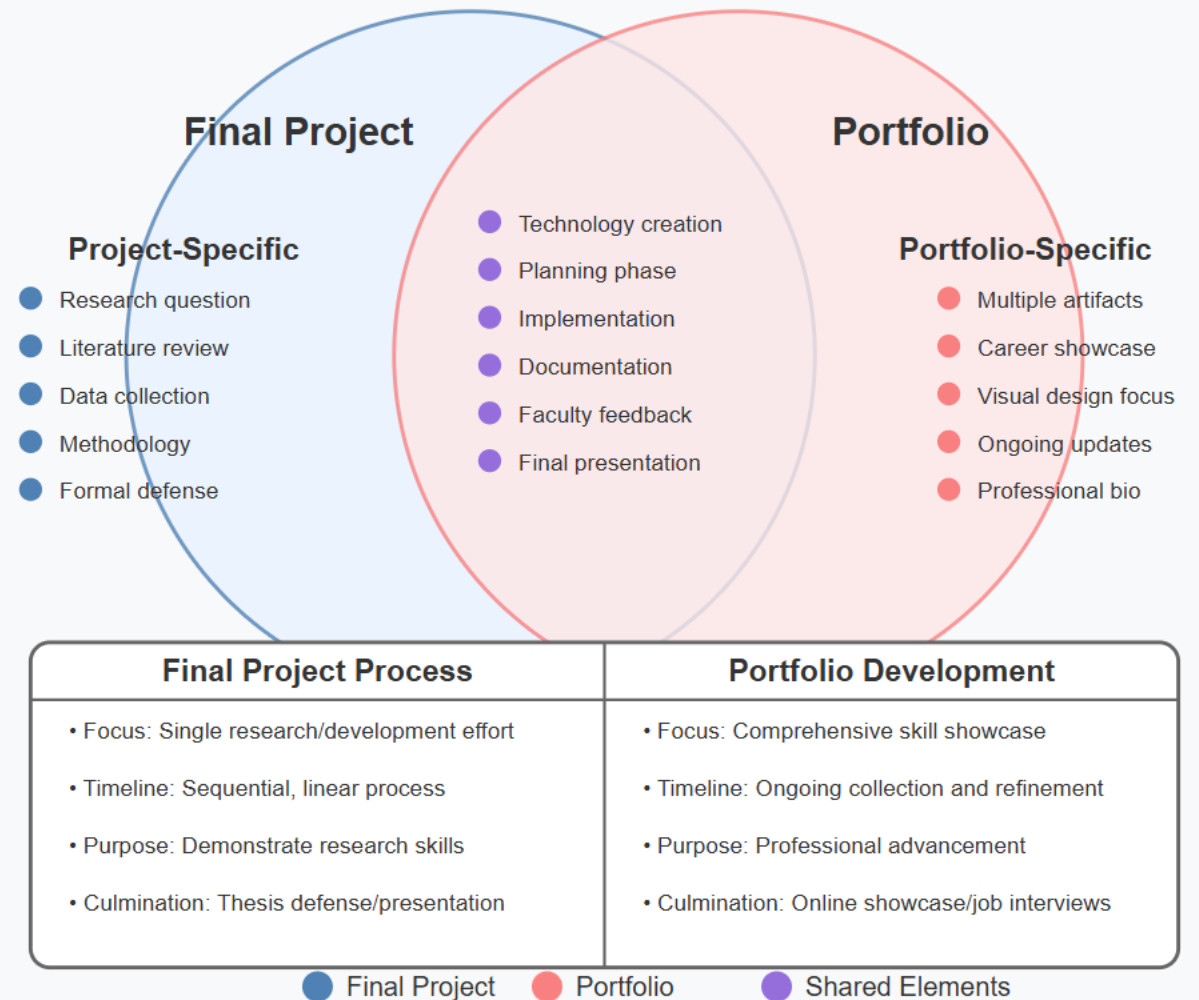 Final Project
Portfolio
Project-Specific
Research question
Literature review
Data collection
Methodology
Formal defense
Technology creation
Planning phase
Implementation
Documentation
Faculty feedback
Final presentation
Portfolio-Specific
Multiple artifacts
Career showcase
Visual design focus
Ongoing updates
Professional bio
Final Project Process
• Focus: Single research/development effort
• Timeline: Sequential, linear process
• Purpose: Demonstrate research skills
• Culmination: Thesis defense/presentation
Portfolio Development
• Focus: Comprehensive skill showcase
• Timeline: Ongoing collection and refinement
• Purpose: Professional advancement
• Culmination: Online showcase/job interviews
Final Project
Portfolio
Shared Elements